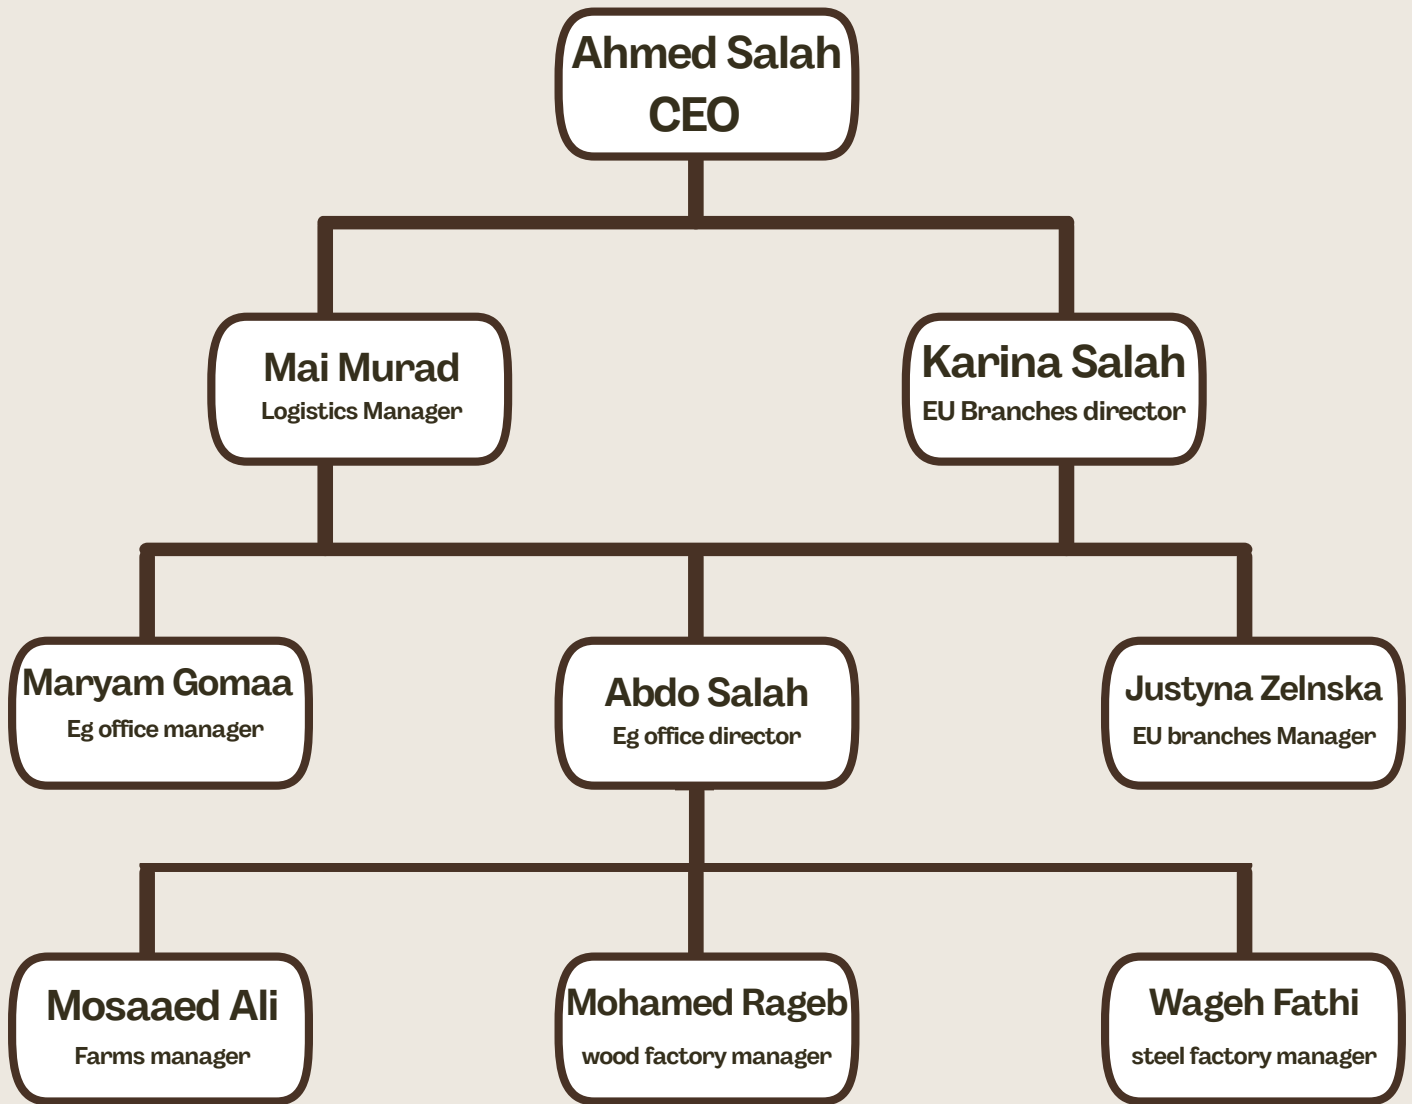 Ahmed Salah
CEO
Mai Murad
Logistics Manager
Karina Salah
EU Branches director
Maryam Gomaa
Eg office manager
Abdo Salah
Eg office director
Justyna Zelnska
EU branches Manager
Mosaaed Ali
Farms manager
Mohamed Rageb
wood factory manager
Wageh Fathi
steel factory manager